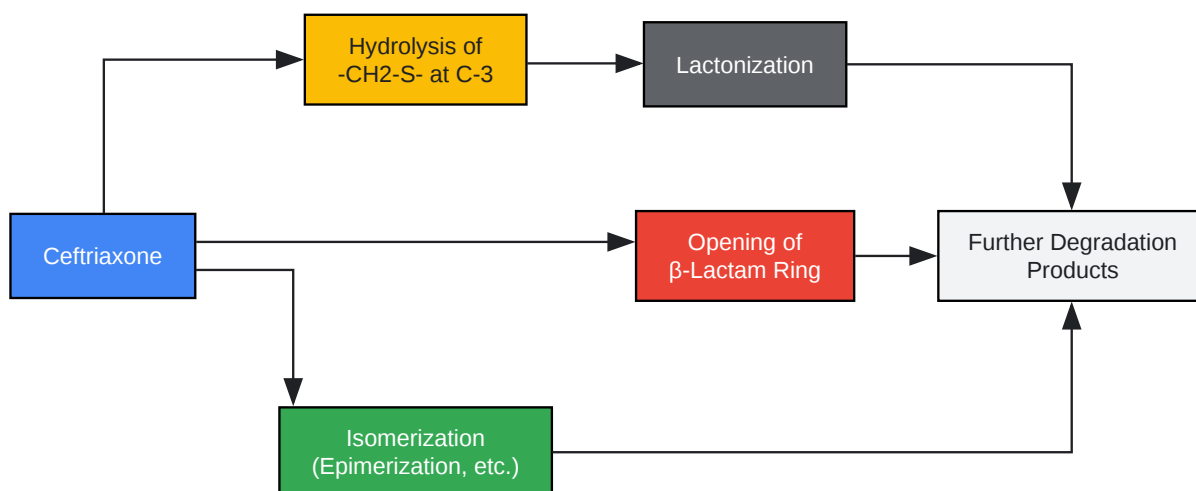 Hydrolysis of
-CH2-S- at C-3
Lactonization
Ceftriaxone
Opening of
β-Lactam Ring
Further Degradation
Products
Isomerization
(Epimerization, etc.)